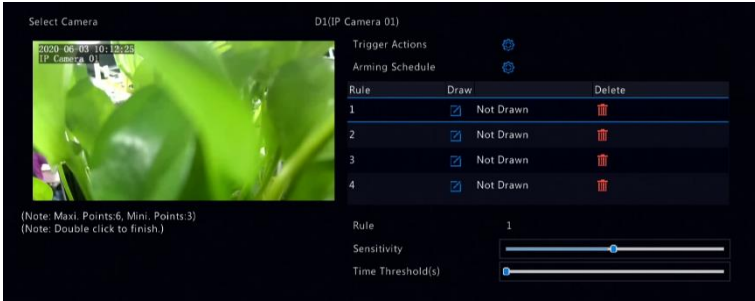 Select Camera D1(IP Camera 01)
2020-06-03 10:12:25
IP Camera 01
Trigger Actions
Arming Schedule
Rule Draw Delete
1 Not Drawn
2 Not Drawn
3 Not Drawn
4 Not Drawn
(Note: Maxi. Points:6, Mini. Points:3)
(Note: Double click to finish.)
Rule 1
Sensitivity
Time Threshold(s)